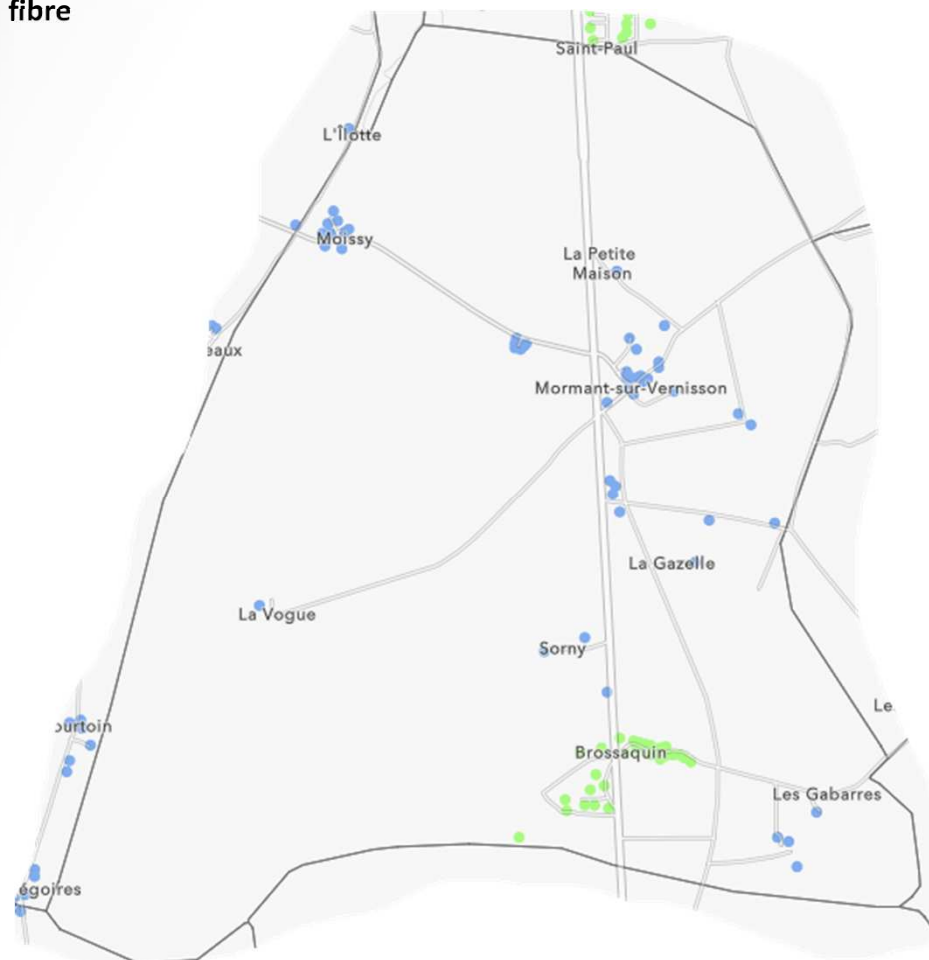 fibre
Saint-Paul
L'Îlotte
Moissy
La Petite
Maison
eaux
Mormant-sur-Vernisson
La Gazelle
La Vogue
Sorny
Le
ourtoin
Brossaquin
Les Gabarres
égoires